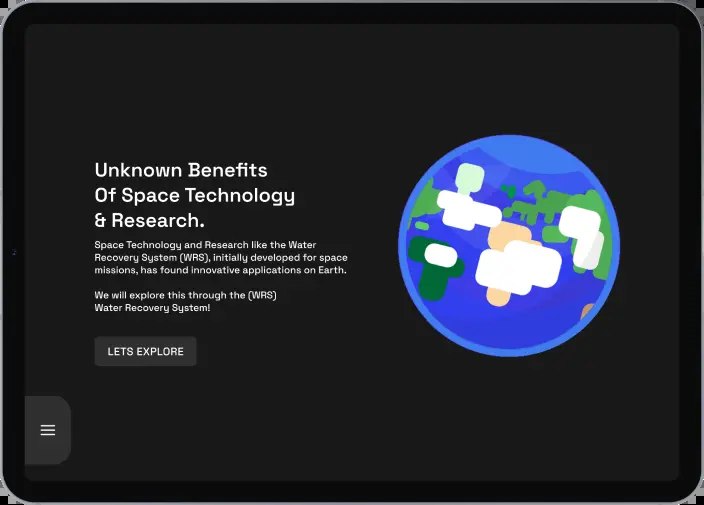 Unknown Benefits
Of Space Technology
& Research.
Space Technology and Research like the Water
Recovery System (WRS), initially developed for space
missions, has found innovative applications on Earth.
We will explore this through the (WRS)
Water Recovery System!
LETS EXPLORE